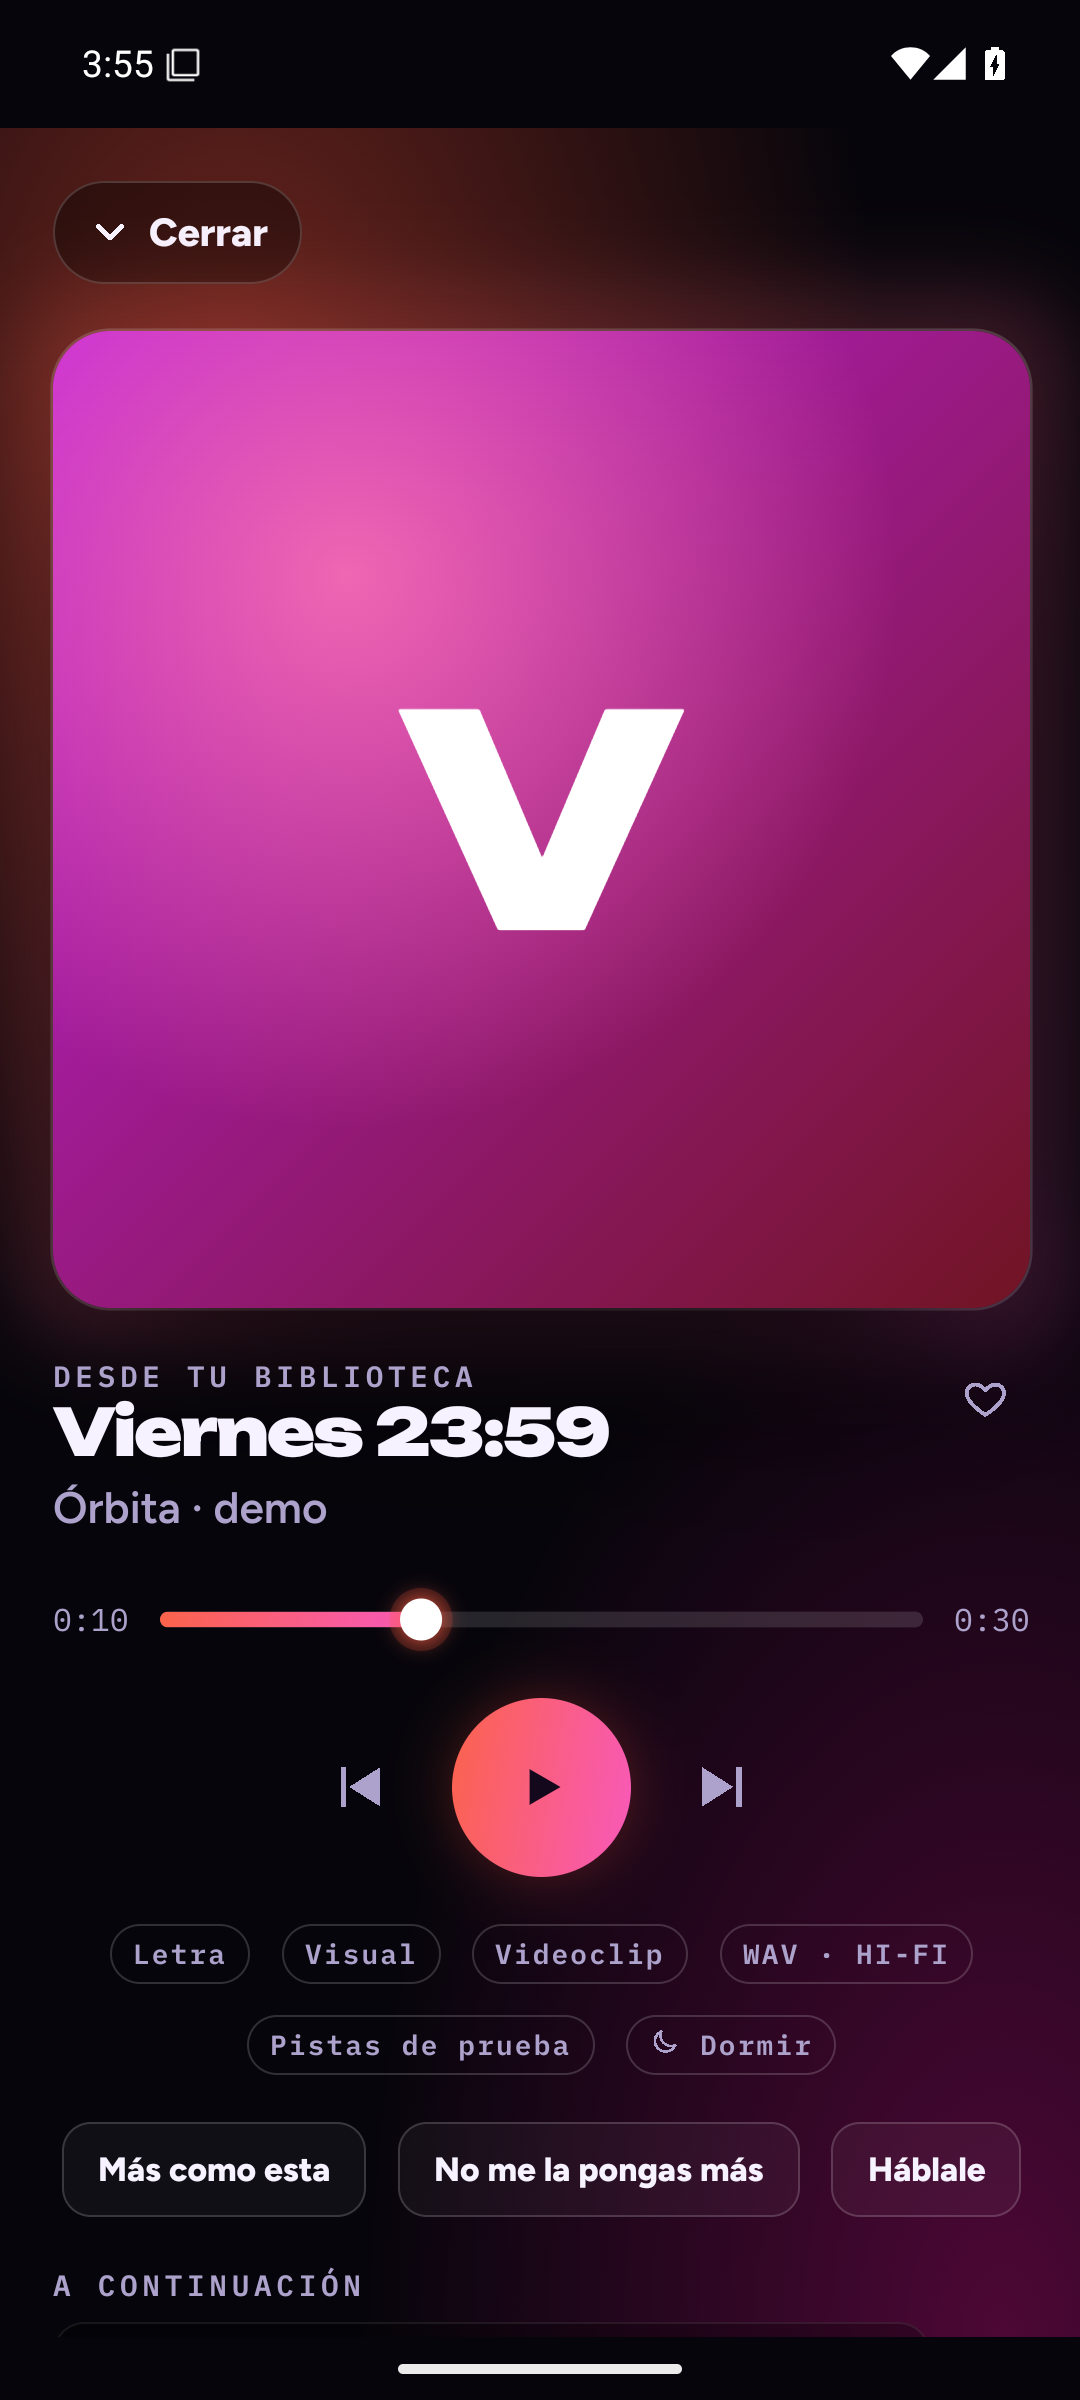 3:55
Cerrar
V
DESDE TU BIBLIOTECA
Viernes 23:59
Órbita · demo
0:10
0:30
Letra
Visual
Videoclip
WAV · HI-FI
Pistas de prueba
Dormir
Más como esta
No me la pongas más
Háblale
A CONTINUACIÓN